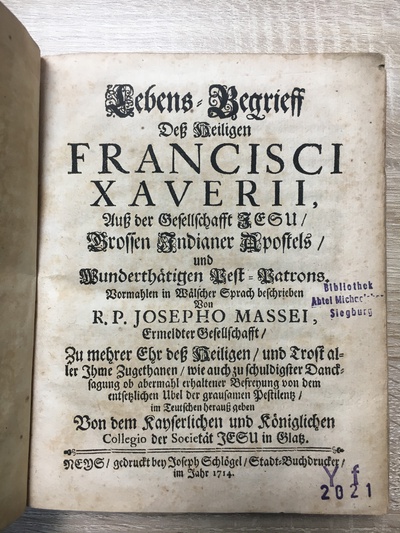 Lebens-Begrieff
Deß Heiligen
FRANCISCI
XAVERII,
Auß der Gesellschafft JESU/
Grossen Indianer Apostels/
und
Wunderthätigen Pest-Patrons.
Vormahlen in Wälscher Sprach beschrieben
Von
R. P. JOSEPHO MASSEI,
Ermeldter Gesellschafft/
Zu mehrer Ehr deß Heiligen/ und Trost al-
ler Ihme Zugethanen/ wie auch zu schuldigster Danck-
sagung ob abermahl erhaltener Befreyung von dem
entsetzlichen Ubel der grausamen Pestilentz/
im Teutschen herauß geben
Von dem Kayserlichen und Königlichen
Collegio der Societät JESU in Glatz.
NEYS/ gedruckt bey Joseph Schlögel/ Stadt-Buchdrucker/
im Jahr 1714.
Bibliothek
Abtei
Siegburg
Y f
2021